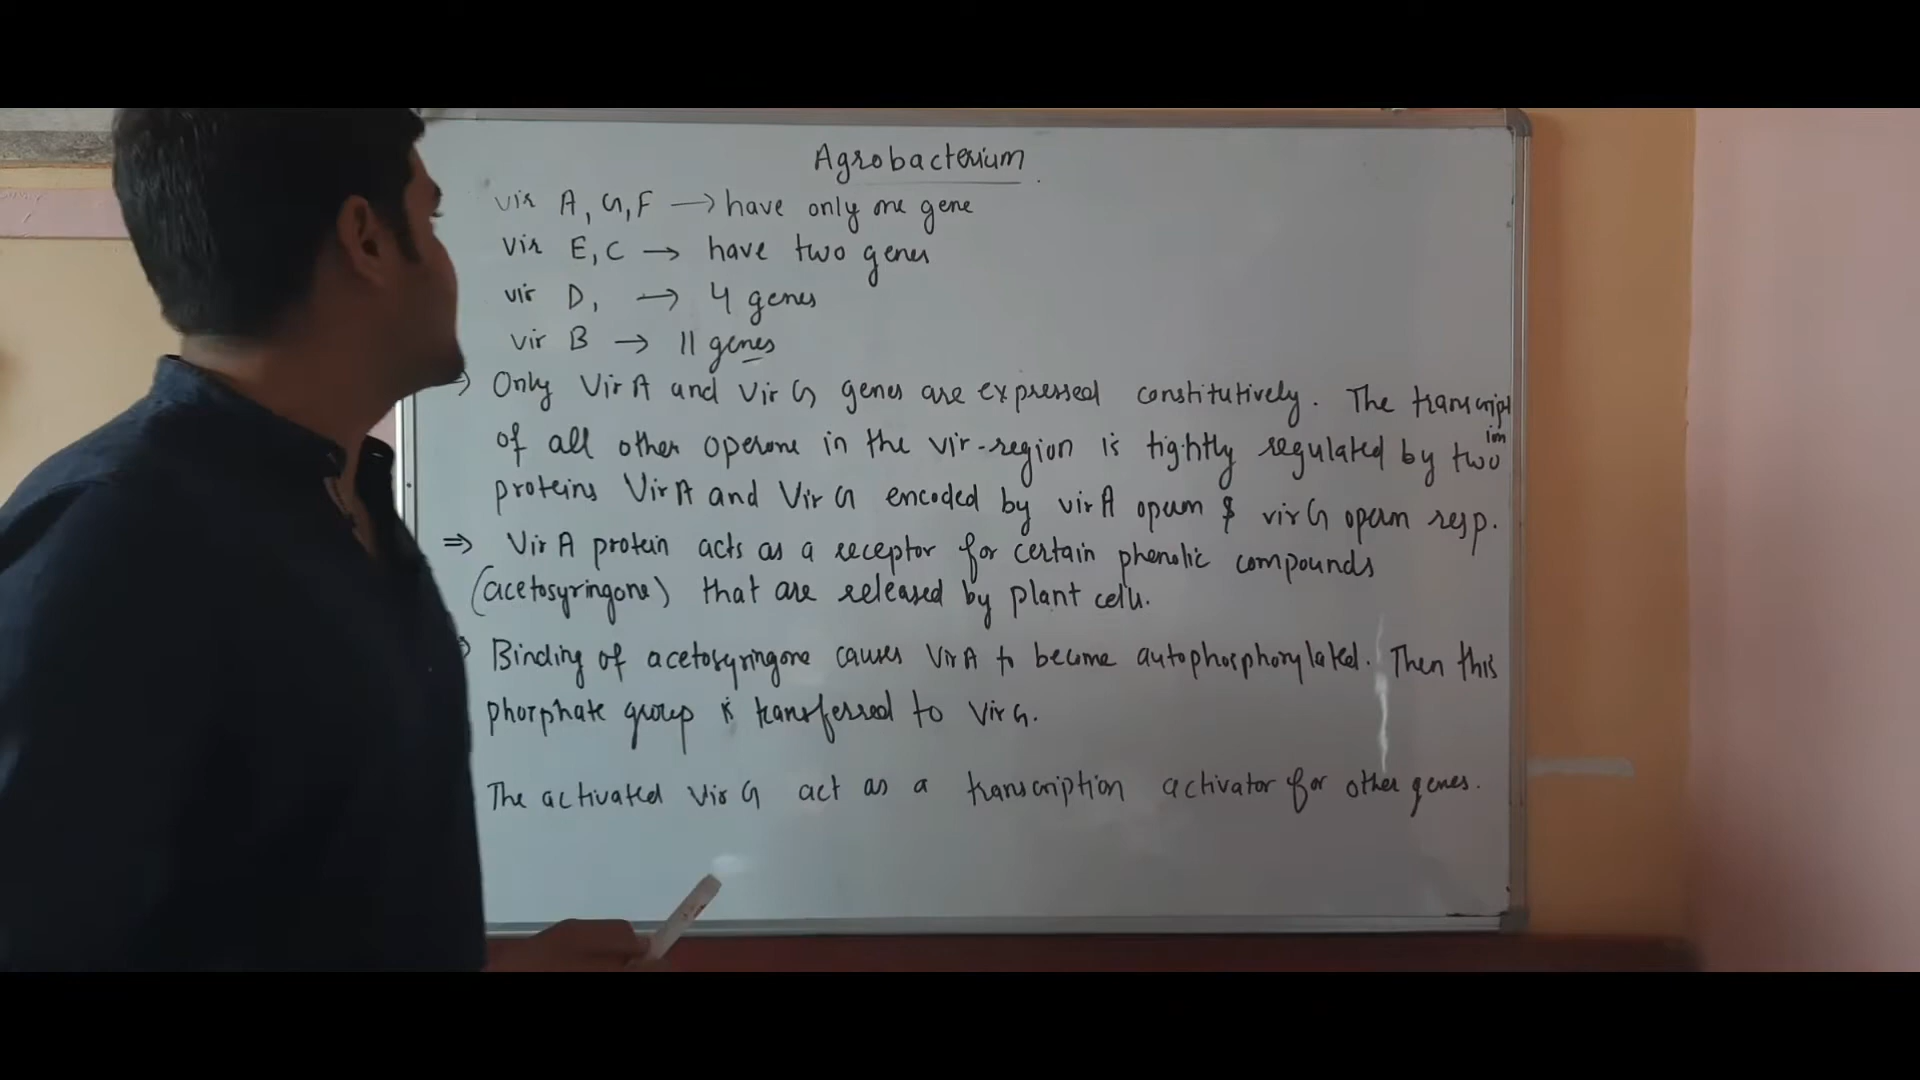 Agrobacterium
vir A, G, F → have only one gene
vir E, C → have two genes
vir D, → 4 genes
vir B → 11 genes
→ Only Vir A and Vir G genes are expressed constitutively. The transcription
of all other operons in the vir-region is tightly regulated by two
proteins Vir A and Vir G encoded by vir A operon & vir G operon resp.
⇒ Vir A protein acts as a receptor for certain phenolic compounds
(acetosyringone) that are released by plant cells.
Binding of acetosyringone causes Vir A to become autophosphorylated. Then this
phosphate group is transferred to Vir G.
The activated Vir G act as a transcription activator for other genes.